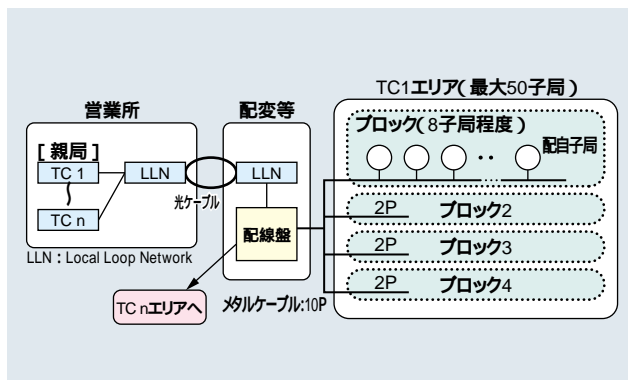 TC1エリア(最大50子局)
営業所
配変等
ブロック(8子局程度)
[親局]
配自子局
TC 1
LLN
LLN
‥
光ケーブル
TC n
配線盤
2P ブロック2
LLN:Local Loop Network
2P ブロック3
2P ブロック4
TC nエリアへ
メタルケーブル:10P